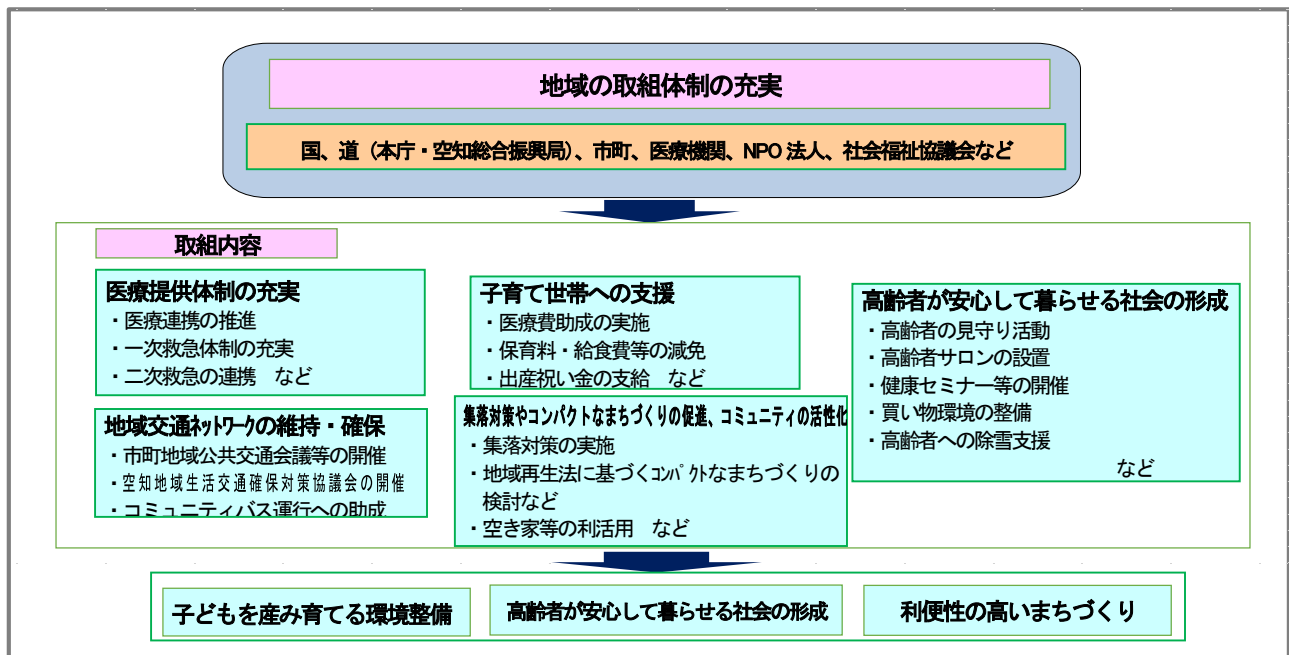 地域の取組体制の充実
国、道（本庁・空知総合振興局）、市町、医療機関、NPO 法人、社会福祉協議会など
取組内容
医療提供体制の充実
・医療連携の推進
・一次救急体制の充実
・二次救急の連携　など
地域交通ネットワークの維持・確保
・市町地域公共交通会議等の開催
・空知地域生活交通確保対策協議会の開催
・コミュニティバス運行への助成
子育て世帯への支援
・医療費助成の実施
・保育料・給食費等の減免
・出産祝い金の支給　など
集落対策やコンパクトなまちづくりの促進、コミュニティの活性化
・集落対策の実施
・地域再生法に基づくコンパクトなまちづくりの
検討など
・空き家等の利活用　など
高齢者が安心して暮らせる社会の形成
・高齢者の見守り活動
・高齢者サロンの設置
・健康セミナー等の開催
・買い物環境の整備
・高齢者への除雪支援
など
子どもを産み育てる環境整備
高齢者が安心して暮らせる社会の形成
利便性の高いまちづくり